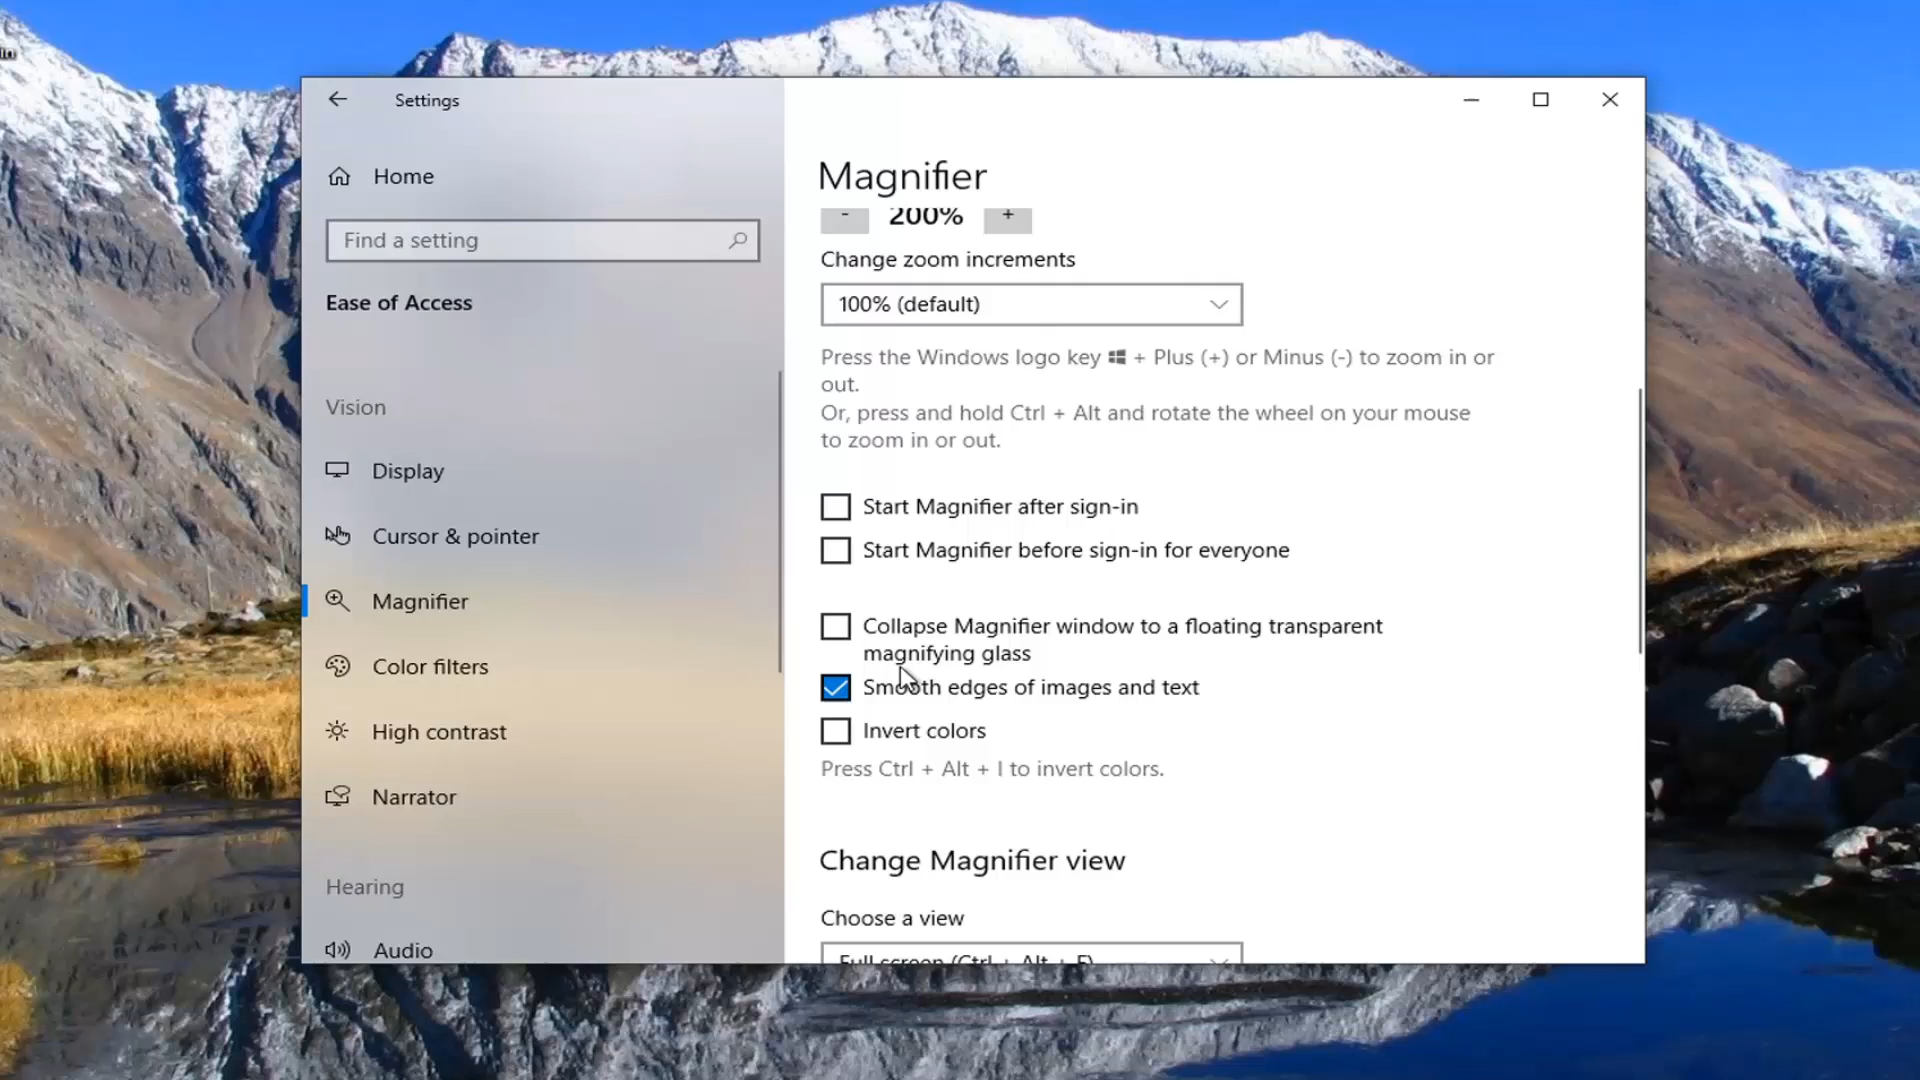 in
Settings
Home
Find a setting
Ease of Access
Vision
Display
Cursor & pointer
Magnifier
Color filters
High contrast
Narrator
Hearing
Audio
Magnifier
- 200% +
Change zoom increments
100% (default)
Press the Windows logo key + Plus (+) or Minus (-) to zoom in or
out.
Or, press and hold Ctrl + Alt and rotate the wheel on your mouse
to zoom in or out.
Start Magnifier after sign-in
Start Magnifier before sign-in for everyone
Collapse Magnifier window to a floating transparent
magnifying glass
Smooth edges of images and text
Invert colors
Press Ctrl + Alt + I to invert colors.
Change Magnifier view
Choose a view
Full screen (Ctrl + Alt + F)